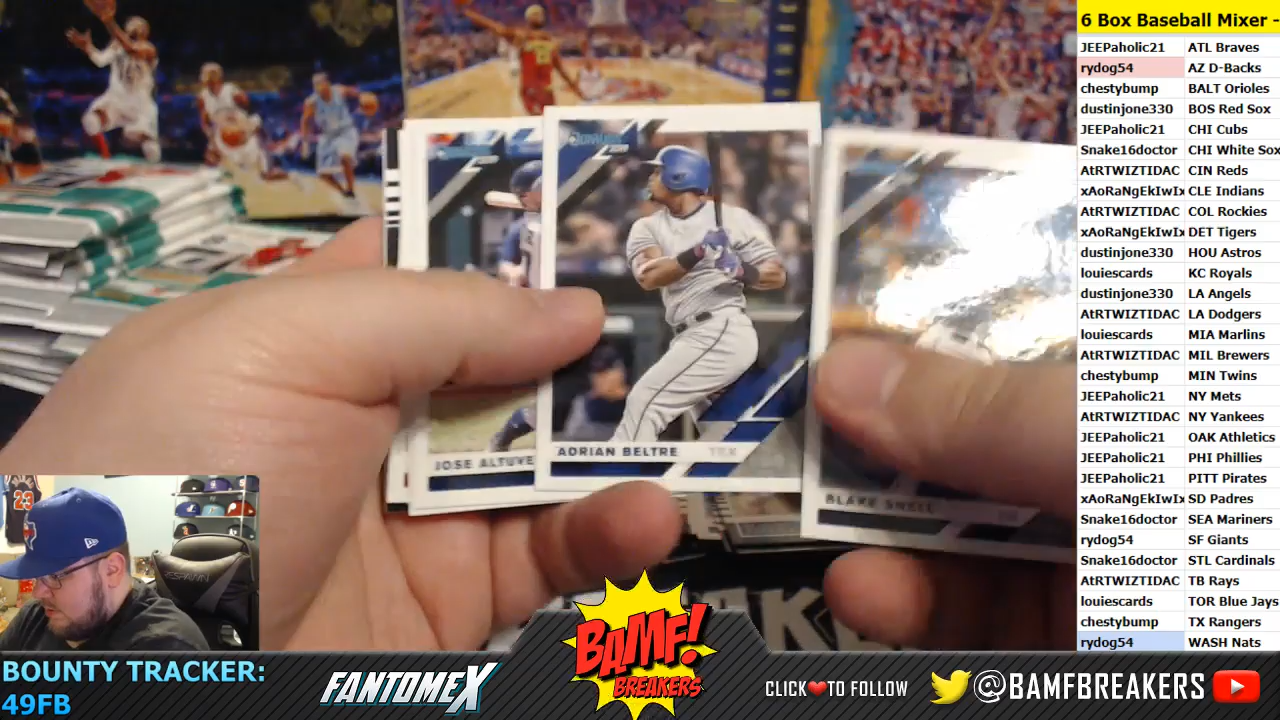 6 Box Baseball Mixer -
JEEPaholic21 ATL Braves
rydog54 AZ D-Backs
chestybump BALT Orioles
dustinjone330 BOS Red Sox
JEEPaholic21 CHI Cubs
Snake16doctor CHI White Sox
AtRTWIZTIDAC CIN Reds
xAoRaNgEkIwIx CLE Indians
AtRTWIZTIDAC COL Rockies
xAoRaNgEkIwIx DET Tigers
dustinjone330 HOU Astros
louiescards KC Royals
dustinjone330 LA Angels
AtRTWIZTIDAC LA Dodgers
louiescards MIA Marlins
AtRTWIZTIDAC MIL Brewers
chestybump MIN Twins
JEEPaholic21 NY Mets
AtRTWIZTIDAC NY Yankees
JEEPaholic21 OAK Athletics
JEEPaholic21 PHI Phillies
JEEPaholic21 PITT Pirates
xAoRaNgEkIwIx SD Padres
Snake16doctor SEA Mariners
rydog54 SF Giants
Snake16doctor STL Cardinals
AtRTWIZTIDAC TB Rays
louiescards TOR Blue Jays
chestybump TX Rangers
rydog54 WASH Nats
JOSE ALTUVE
ADRIAN BELTRE TEX
BLAKE SNELL
23
BOUNTY TRACKER:
49FB
FANTOMEX
BAMF!
BREAKERS
CLICK TO FOLLOW
@BAMFBREAKERS